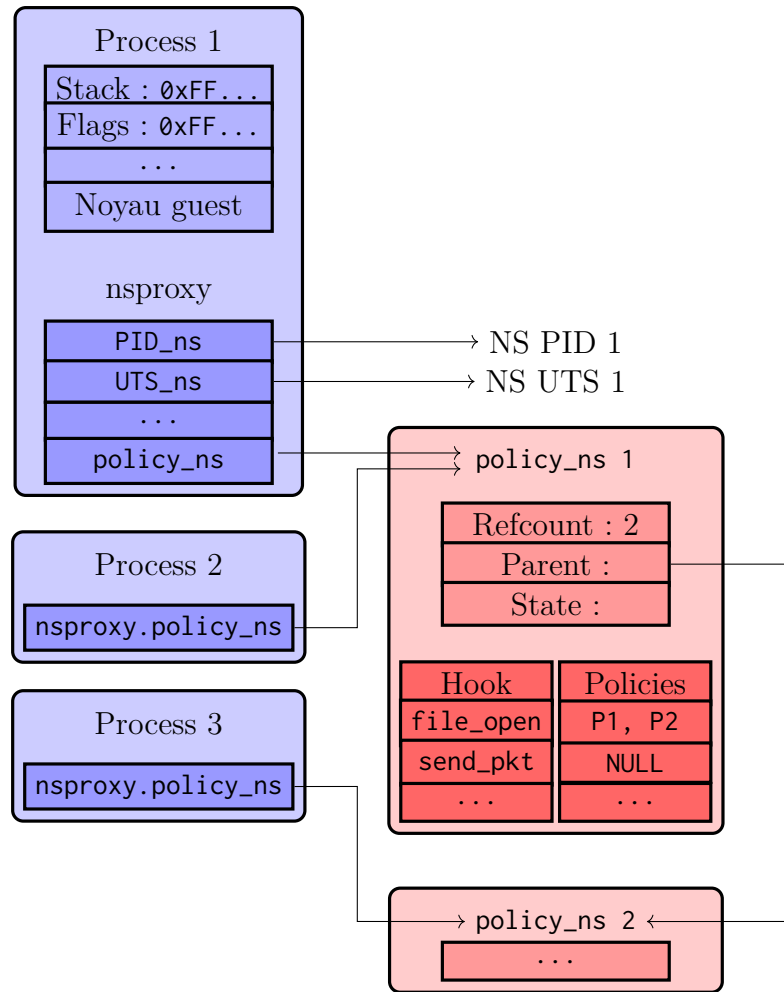 Process 1
Stack : 0xFF...
Flags : 0xFF...
...
Noyau guest
nsproxy
PID_ns
NS PID 1
UTS_ns
NS UTS 1
...
policy_ns
policy_ns 1
Refcount : 2
Parent :
State :
Process 2
nsproxy.policy_ns
Hook
Policies
file_open
P1, P2
send_pkt
NULL
...
...
Process 3
nsproxy.policy_ns
policy_ns 2
...